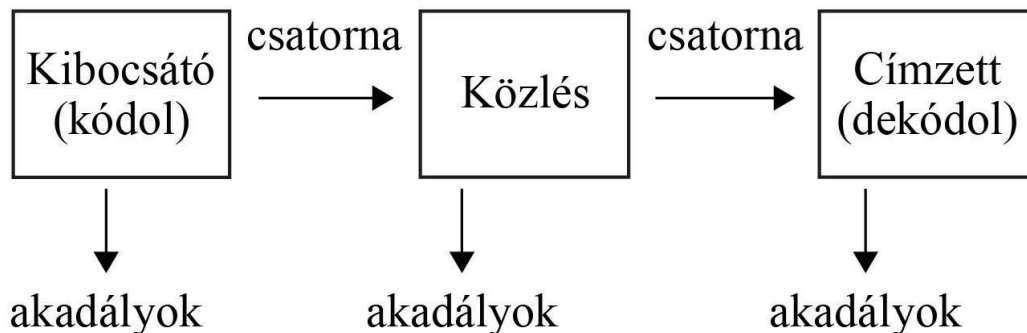 csatorna
csatorna
Kibocsátó
(kódol)
Közlés
Címzett
(dekódol)
akadályok
akadályok
akadályok